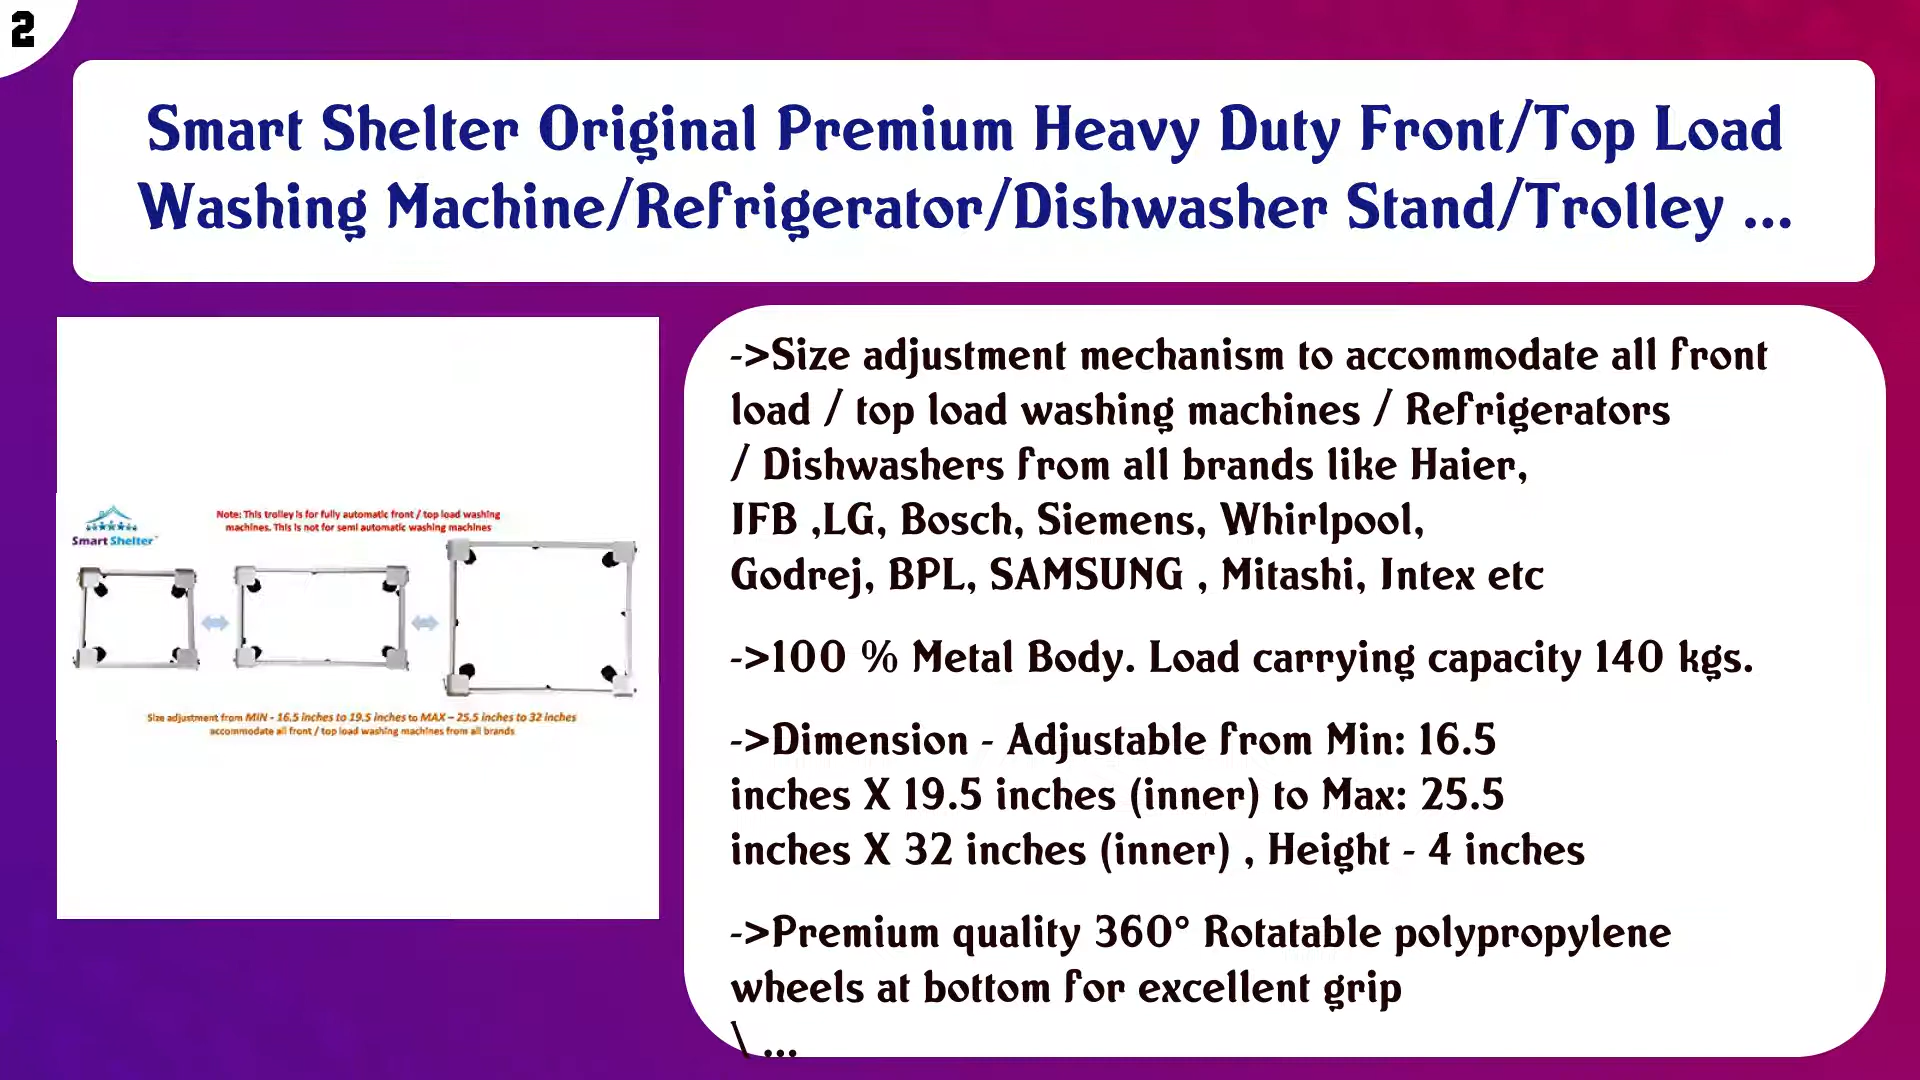 2
Smart Shelter Original Premium Heavy Duty Front/Top Load
Washing Machine/Refrigerator/Dishwasher Stand/Trolley ...
Note: This trolley is for fully automatic front / top load washing
machines. This is not for semi automatic washing machines
Smart Shelter
Size adjustment from MIN - 16.5 inches to 19.5 inches to MAX – 25.5 inches to 32 inches
accommodate all front / top load washing machines from all brands
->Size adjustment mechanism to accommodate all front
load / top load washing machines / Refrigerators
/ Dishwashers from all brands like Haier,
IFB ,LG, Bosch, Siemens, Whirlpool,
Godrej, BPL, SAMSUNG , Mitashi, Intex etc
->100 % Metal Body. Load carrying capacity 140 kgs.
->Dimension - Adjustable from Min: 16.5
inches X 19.5 inches (inner) to Max: 25.5
inches X 32 inches (inner) , Height - 4 inches
->Premium quality 360° Rotatable polypropylene
wheels at bottom for excellent grip
\ ...